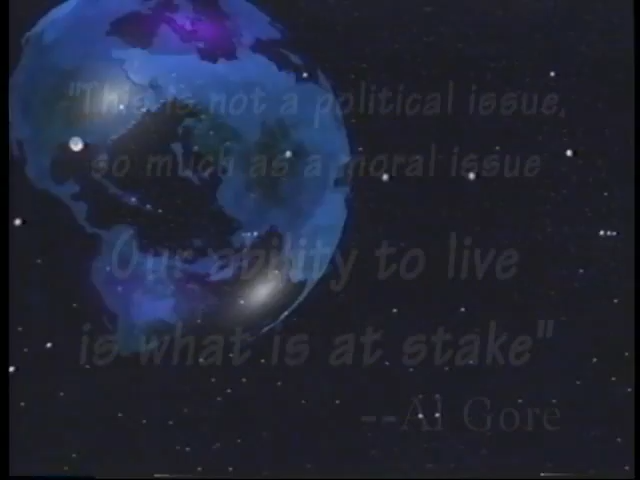 "This is not a political issue,
so much as a moral issue
Our ability to live
is what is at stake"
--Al Gore